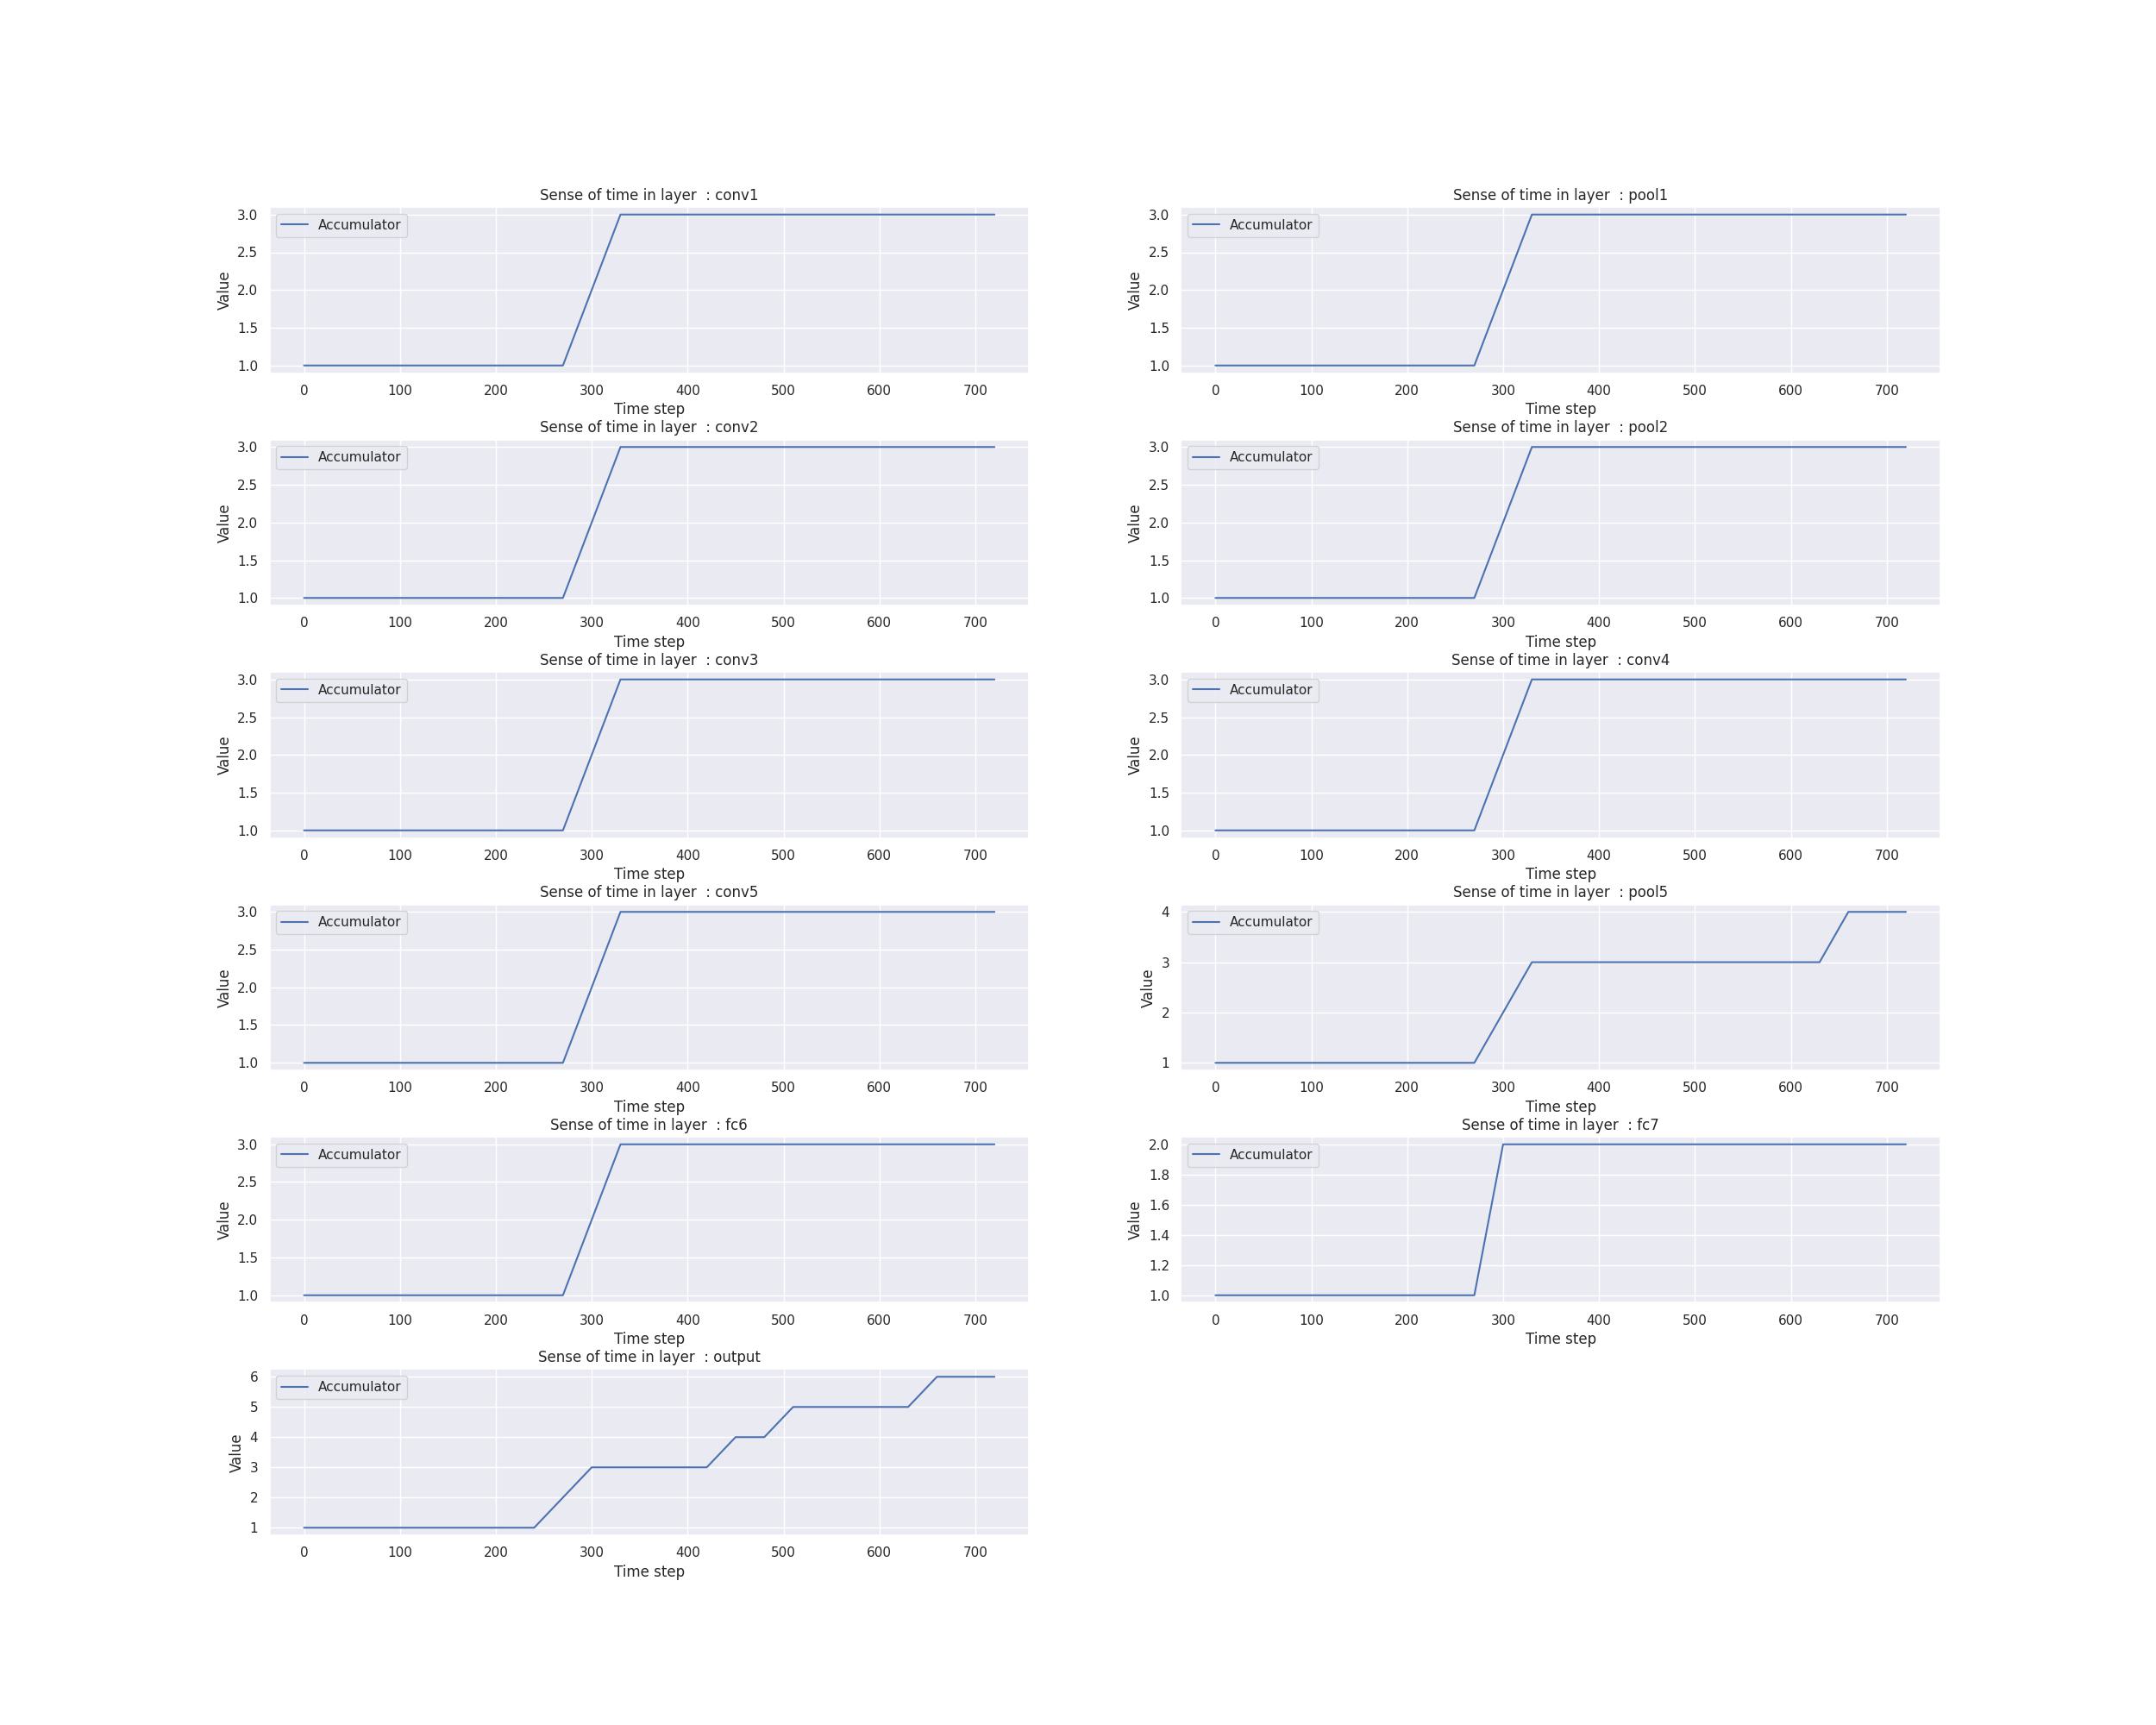 Sense of time in layer : conv1
Accumulator
3.0
2.5
2.0
1.5
1.0
Value
0 100 200 300 400 500 600 700
Time step
Sense of time in layer : pool1
Accumulator
3.0
2.5
2.0
1.5
1.0
Value
0 100 200 300 400 500 600 700
Time step
Sense of time in layer : conv2
Accumulator
3.0
2.5
2.0
1.5
1.0
Value
0 100 200 300 400 500 600 700
Time step
Sense of time in layer : pool2
Accumulator
3.0
2.5
2.0
1.5
1.0
Value
0 100 200 300 400 500 600 700
Time step
Sense of time in layer : conv3
Accumulator
3.0
2.5
2.0
1.5
1.0
Value
0 100 200 300 400 500 600 700
Time step
Sense of time in layer : conv4
Accumulator
3.0
2.5
2.0
1.5
1.0
Value
0 100 200 300 400 500 600 700
Time step
Sense of time in layer : conv5
Accumulator
3.0
2.5
2.0
1.5
1.0
Value
0 100 200 300 400 500 600 700
Time step
Sense of time in layer : pool5
Accumulator
4
3
2
1
Value
0 100 200 300 400 500 600 700
Time step
Sense of time in layer : fc6
Accumulator
3.0
2.5
2.0
1.5
1.0
Value
0 100 200 300 400 500 600 700
Time step
Sense of time in layer : fc7
Accumulator
2.0
1.8
1.6
1.4
1.2
1.0
Value
0 100 200 300 400 500 600 700
Time step
Sense of time in layer : output
Accumulator
6
5
4
3
2
1
Value
0 100 200 300 400 500 600 700
Time step